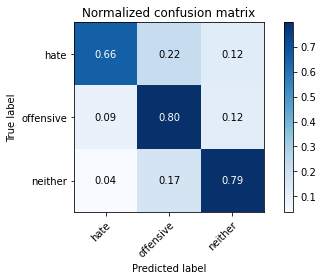 Normalized confusion matrix
hate 0.66 0.22 0.12
offensive 0.09 0.80 0.12
neither 0.04 0.17 0.79
hate offensive neither
True label
Predicted label
0.7
0.6
0.5
0.4
0.3
0.2
0.1